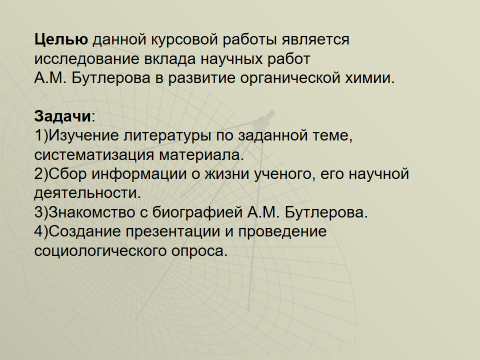 Целью данной курсовой работы является
исследование вклада научных работ
А.М. Бутлерова в развитие органической химии.
Задачи:
1)Изучение литературы по заданной теме,
систематизация материала.
2)Сбор информации о жизни ученого, его научной
деятельности.
3)Знакомство с биографией А.М. Бутлерова.
4)Создание презентации и проведение
социологического опроса.